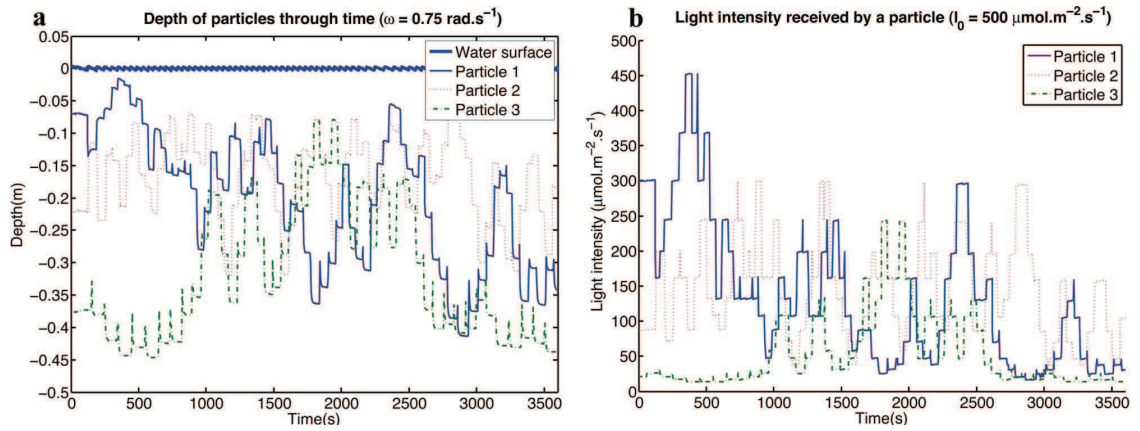 a
Depth of particles through time (ω = 0.75 rad.s⁻¹)
0.05
0
−0.05
−0.1
−0.15
−0.2
−0.25
−0.3
−0.35
−0.4
−0.45
−0.5
Depth(m)
Water surface
Particle 1
Particle 2
Particle 3
0 500 1000 1500 2000 2500 3000 3500
Time(s)
b
Light intensity received by a particle (I₀ = 500 μmol.m⁻².s⁻¹)
500
450
400
350
300
250
200
150
100
50
0
Light intensity (μmol.m⁻².s⁻¹)
Particle 1
Particle 2
Particle 3
0 500 1000 1500 2000 2500 3000 3500
Time(s)